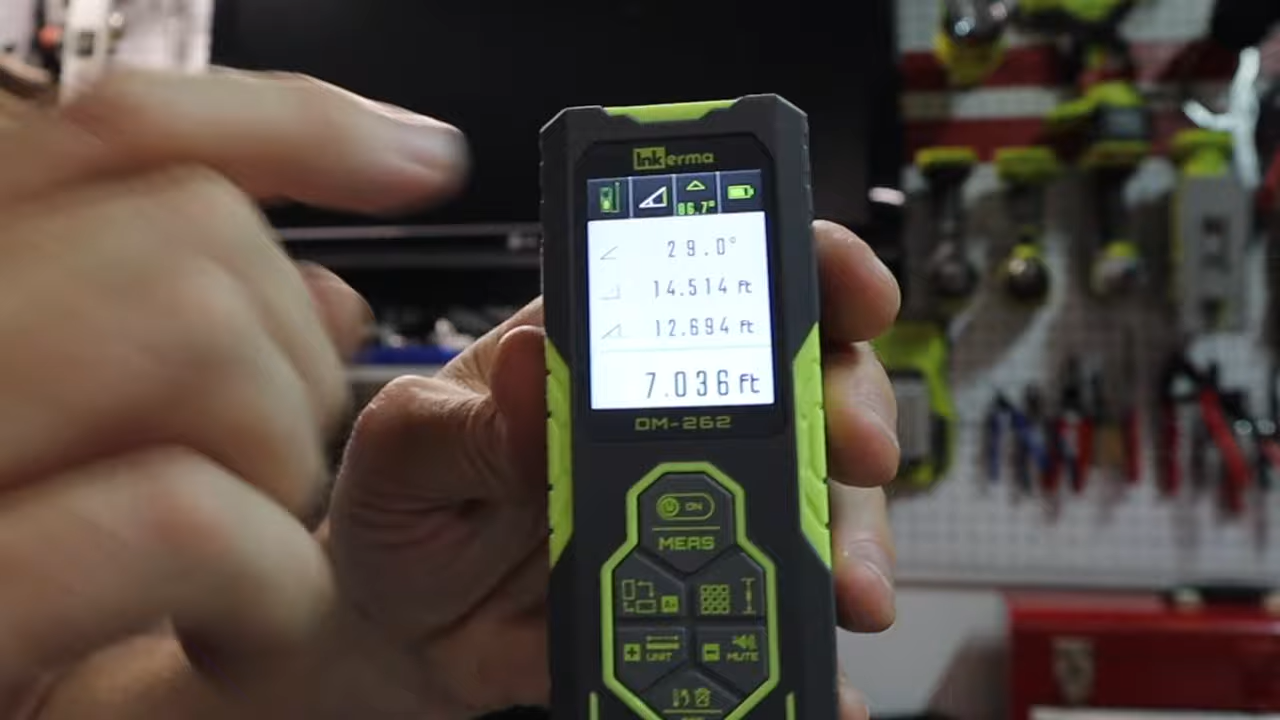 Inkerma
86.7°
29.0°
14.514 ft
12.694 ft
7.036 ft
DM-262
ON
MEAS
UNIT
MUTE